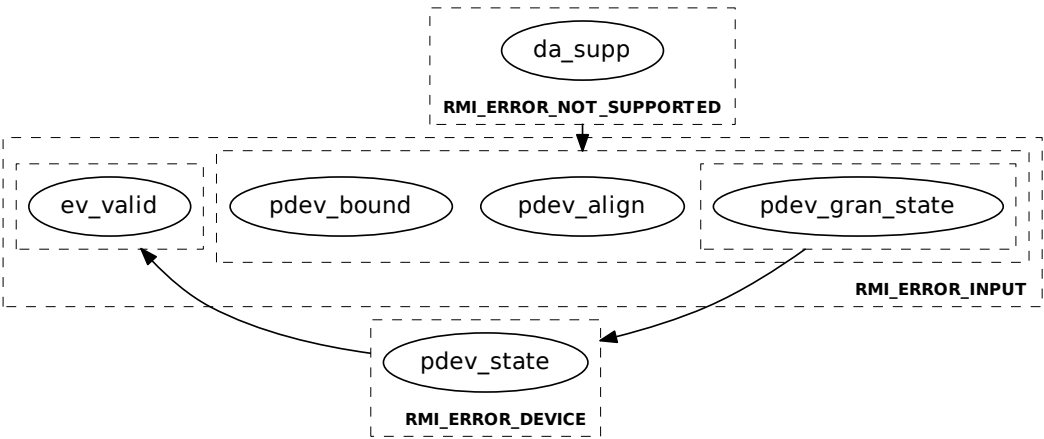 da_supp
RMI_ERROR_NOT_SUPPORTED
ev_valid
pdev_bound
pdev_align
pdev_gran_state
RMI_ERROR_INPUT
pdev_state
RMI_ERROR_DEVICE